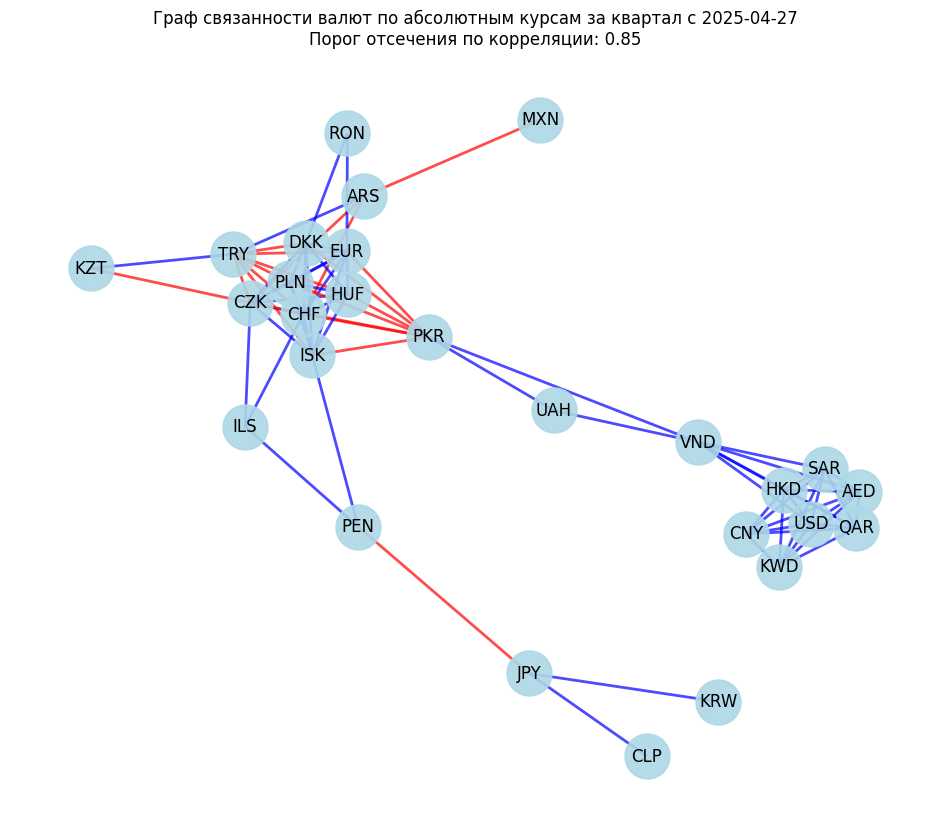 Граф связанности валют по абсолютным курсам за квартал с 2025-04-27
Порог отсечения по корреляции: 0.85
MXN
RON
ARS
DKK
EUR
TRY
KZT
PLN
HUF
CZK
CHF
PKR
ISK
UAH
ILS
VND
SAR
HKD
AED
USD
QAR
CNY
PEN
KWD
JPY
KRW
CLP